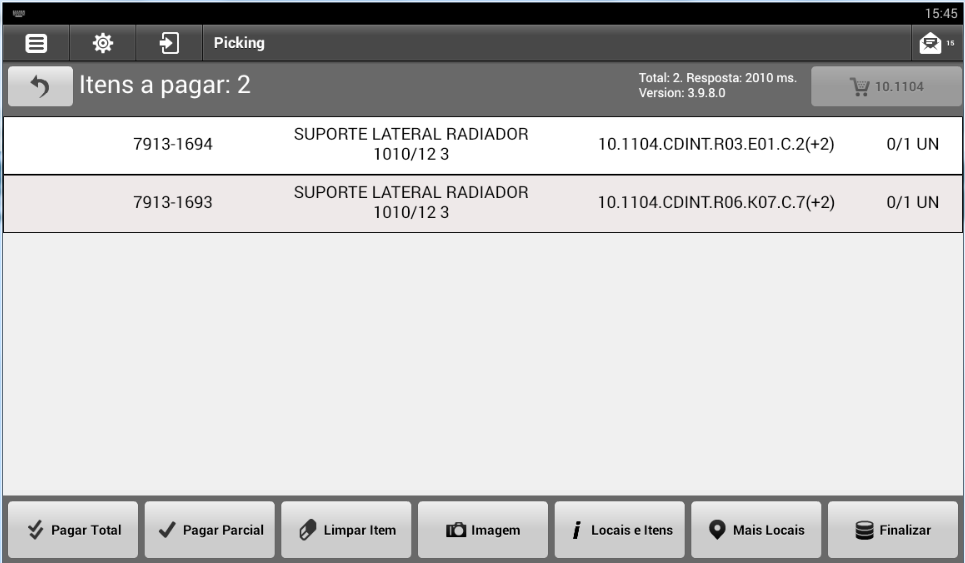 15:45
Picking
15
Itens a pagar: 2
Total: 2. Resposta: 2010 ms.
Version: 3.9.8.0
10.1104
7913-1694
SUPORTE LATERAL RADIADOR
1010/12 3
10.1104.CDINT.R03.E01.C.2(+2)
0/1 UN
7913-1693
SUPORTE LATERAL RADIADOR
1010/12 3
10.1104.CDINT.R06.K07.C.7(+2)
0/1 UN
Pagar Total
Pagar Parcial
Limpar Item
Imagem
Locais e Itens
Mais Locais
Finalizar